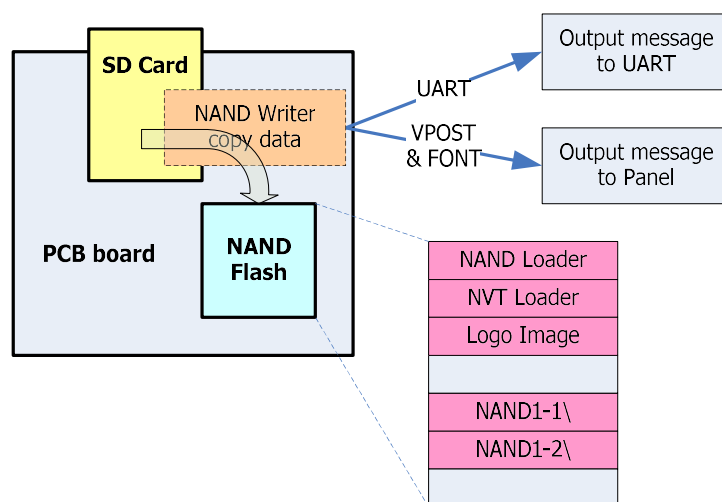 SD Card
NAND Writer
copy data
PCB board
NAND
Flash
UART
VPOST
& FONT
Output message
to UART
Output message
to Panel
NAND Loader
NVT Loader
Logo Image
NAND1-1\
NAND1-2\